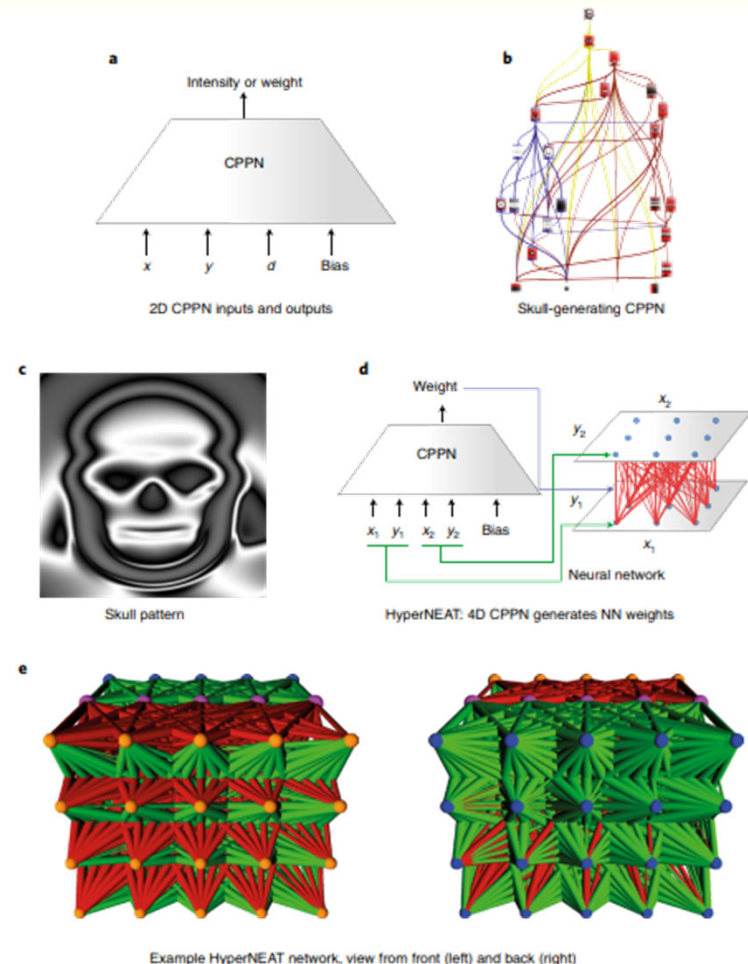 a
Intensity or weight
CPPN
x
y
d
Bias
2D CPPN inputs and outputs
b
Skull-generating CPPN
c
Skull pattern
d
Weight
CPPN
x1
y1
x2
y2
Bias
x2
y2
y1
x1
Neural network
HyperNEAT: 4D CPPN generates NN weights
e
Example HyperNEAT network, view from front (left) and back (right)